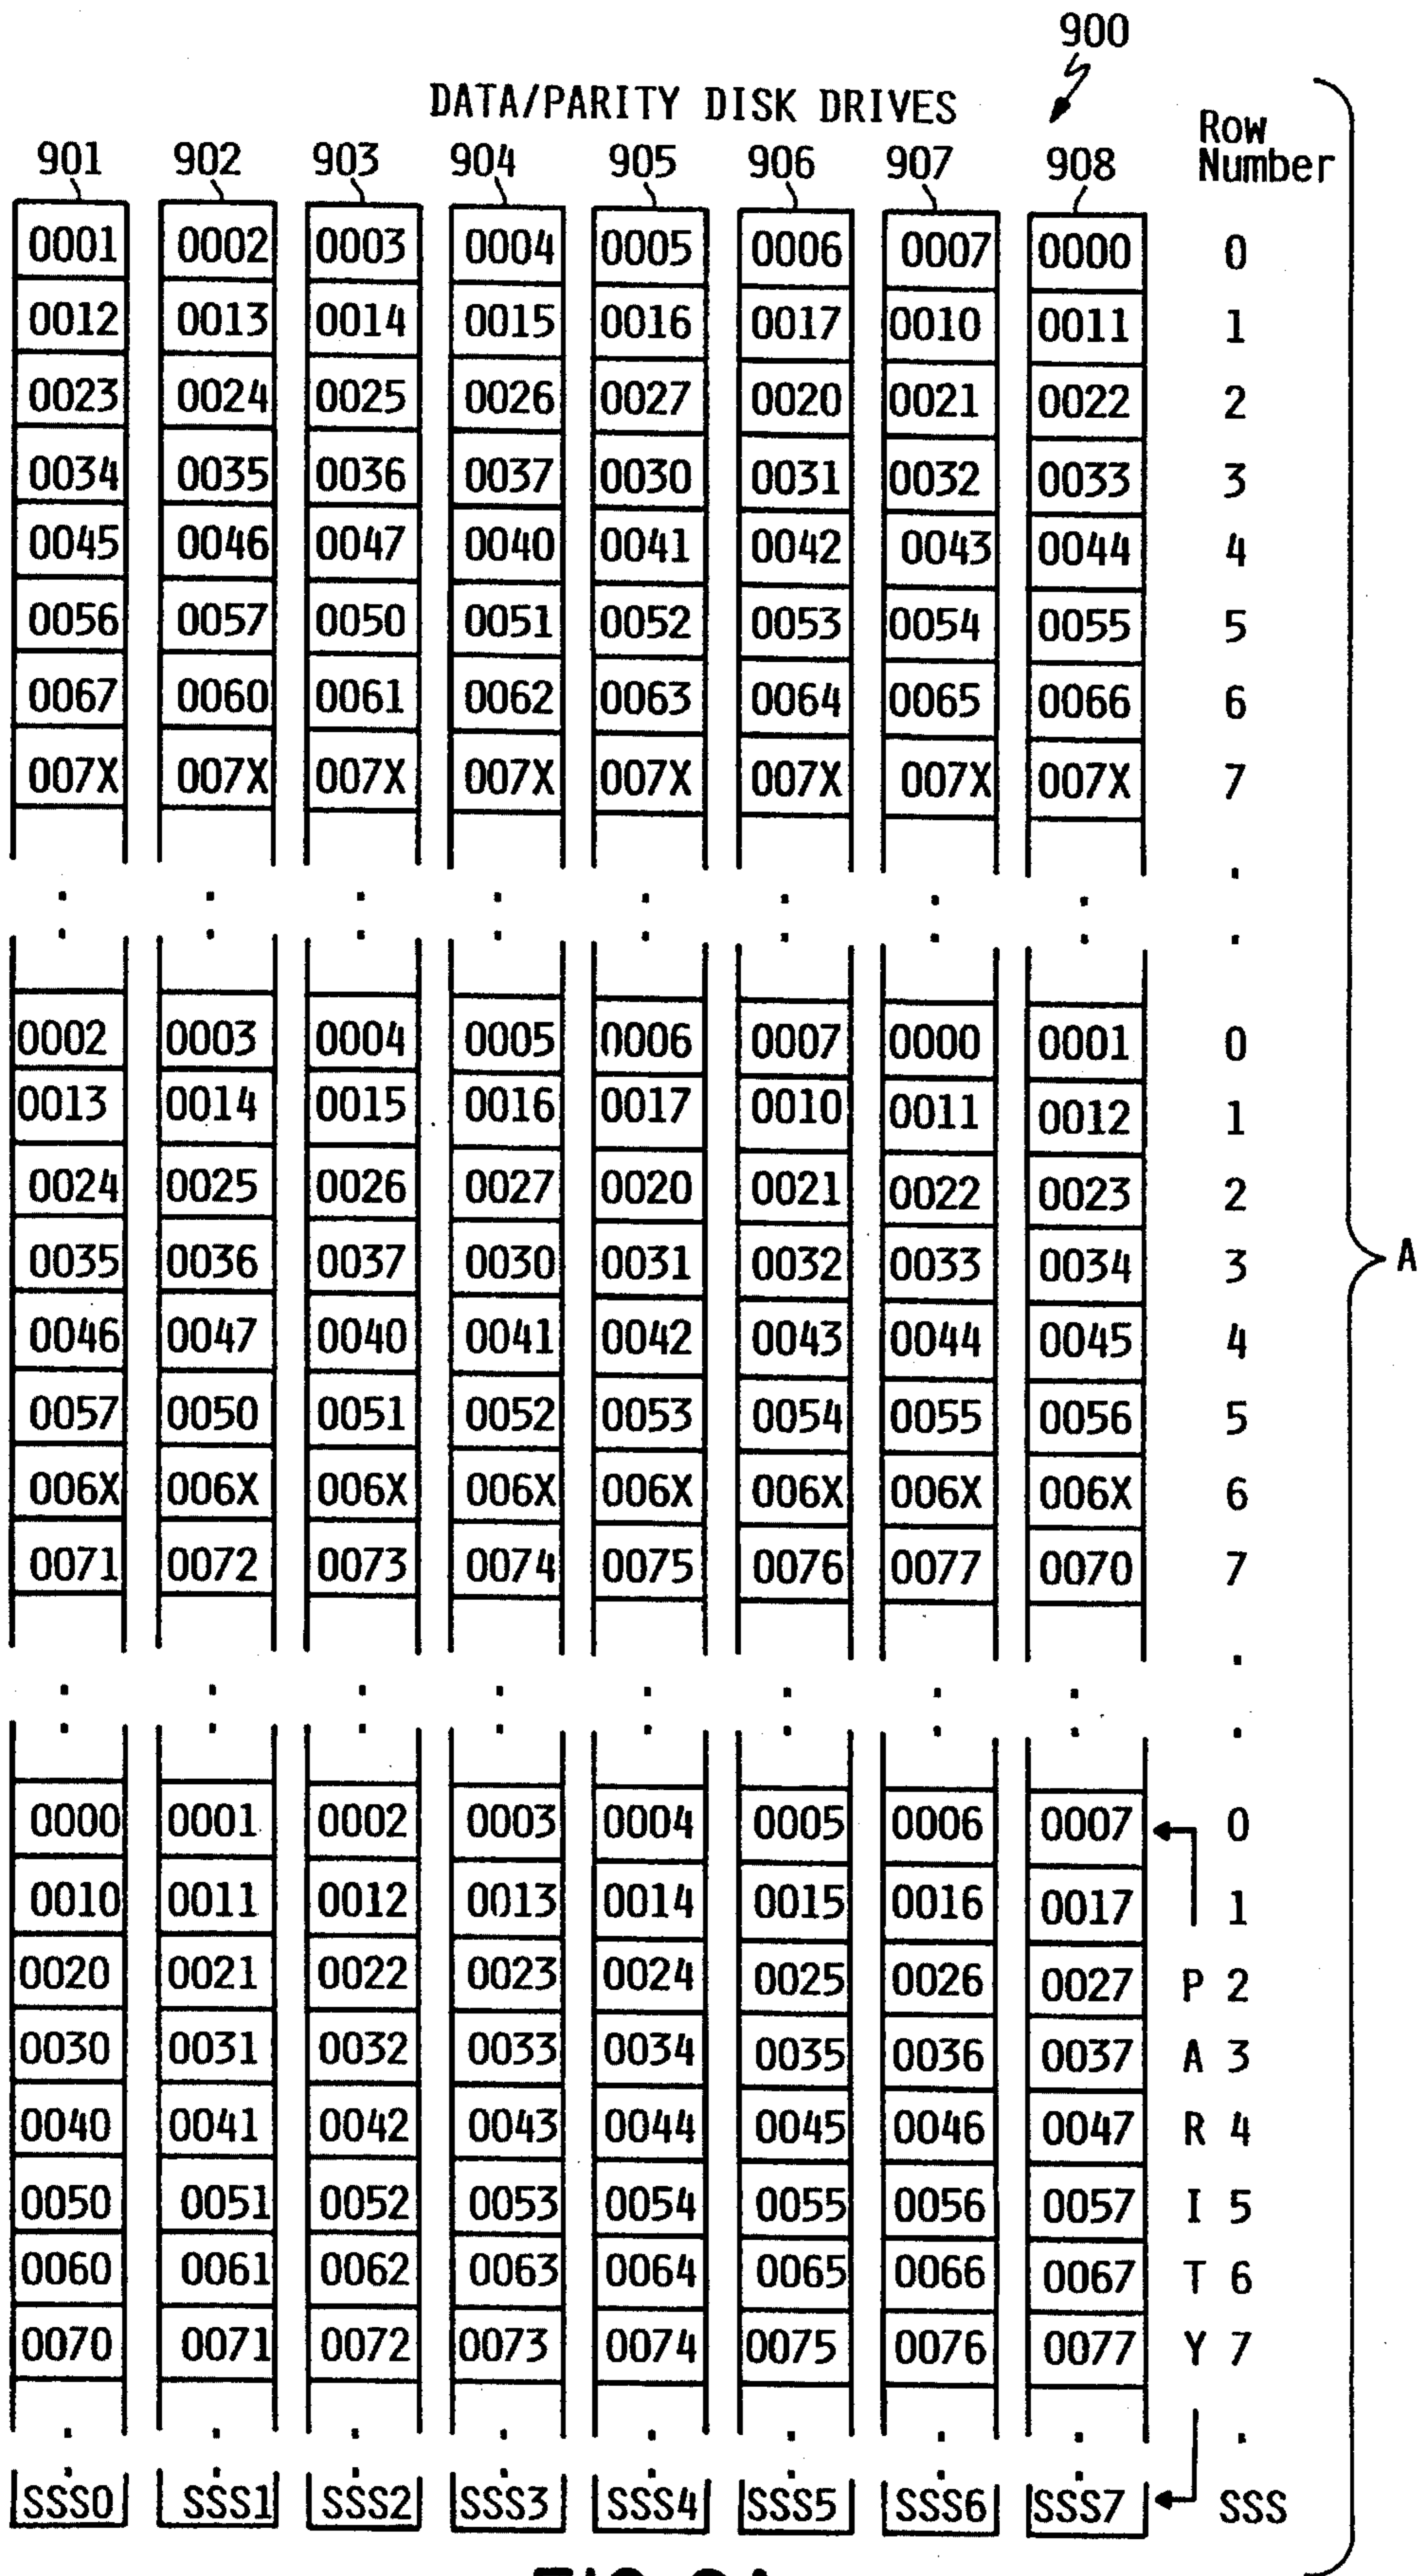 900
DATA/PARITY DISK DRIVES
Row
Number
901 902 903 904 905 906 907 908
0001 0002 0003 0004 0005 0006 0007 0000 0
0012 0013 0014 0015 0016 0017 0010 0011 1
0023 0024 0025 0026 0027 0020 0021 0022 2
0034 0035 0036 0037 0030 0031 0032 0033 3
0045 0046 0047 0040 0041 0042 0043 0044 4
0056 0057 0050 0051 0052 0053 0054 0055 5
0067 0060 0061 0062 0063 0064 0065 0066 6
007X 007X 007X 007X 007X 007X 007X 007X 7
0002 0003 0004 0005 0006 0007 0000 0001 0
0013 0014 0015 0016 0017 0010 0011 0012 1
0024 0025 0026 0027 0020 0021 0022 0023 2
0035 0036 0037 0030 0031 0032 0033 0034 3
A
0046 0047 0040 0041 0042 0043 0044 0045 4
0057 0050 0051 0052 0053 0054 0055 0056 5
006X 006X 006X 006X 006X 006X 006X 006X 6
0071 0072 0073 0074 0075 0076 0077 0070 7
0000 0001 0002 0003 0004 0005 0006 0007 0
0010 0011 0012 0013 0014 0015 0016 0017 1
0020 0021 0022 0023 0024 0025 0026 0027 P 2
0030 0031 0032 0033 0034 0035 0036 0037 A 3
0040 0041 0042 0043 0044 0045 0046 0047 R 4
0050 0051 0052 0053 0054 0055 0056 0057 I 5
0060 0061 0062 0063 0064 0065 0066 0067 T 6
0070 0071 0072 0073 0074 0075 0076 0077 Y 7
SSS0 SSS1 SSS2 SSS3 SSS4 SSS5 SSS6 SSS7 SSS